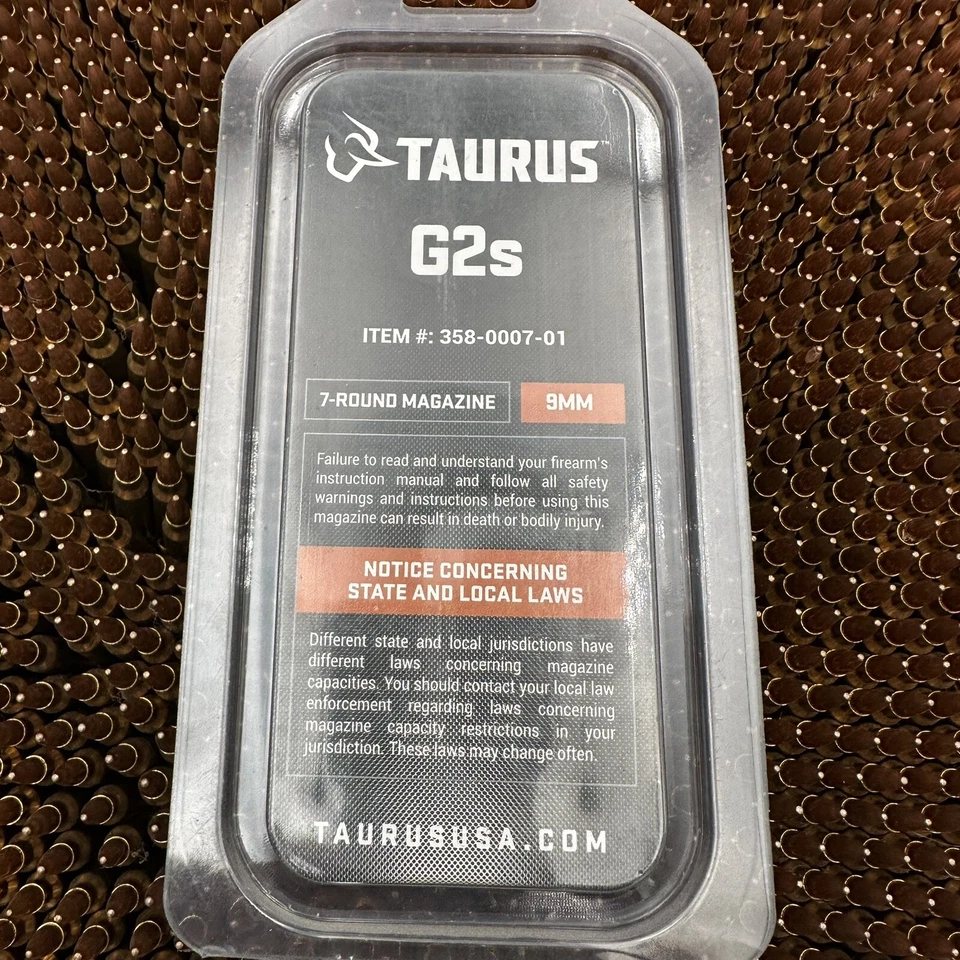 TAURUS™
G2s
ITEM #: 358-0007-01
7-ROUND MAGAZINE 9MM
Failure to read and understand your firearm's
instruction manual and follow all safety
warnings and instructions before using this
magazine can result in death or bodily injury.
NOTICE CONCERNING
STATE AND LOCAL LAWS
Different state and local jurisdictions have
different laws concerning magazine
capacities. You should contact your local law
enforcement regarding laws concerning
magazine capacity restrictions in your
jurisdiction. These laws may change often.
TAURUSUSA.COM